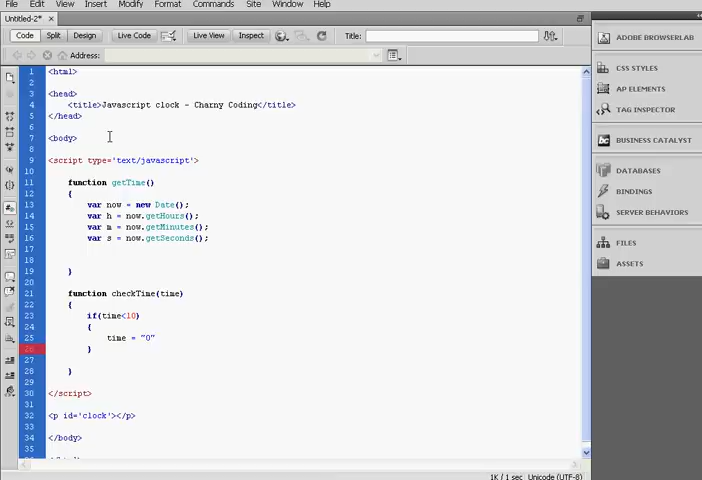 File Edit View Insert Modify Format Commands Site Window Help
Untitled-2* ×
Code Split Design Live Code Live View Inspect Title:
Address:
1 <html>
2
3 <head>
4 <title>Javascript clock - Charny Coding</title>
5 </head>
6
7 <body>
8
9 <script type='text/javascript'>
10
11 function getTime()
12 {
13 var now = new Date();
14 var h = now.getHours();
15 var m = now.getMinutes();
16 var s = now.getSeconds();
17
18
19 }
20
21 function checkTime(time)
22 {
23 if(time<10)
24 {
25 time = "0"
26 }
27
28 }
29
30 </script>
31
32 <p id='clock'></p>
33
34 </body>
35
1K / 1 sec Unicode (UTF-8)
ADOBE BROWSERLAB
CSS STYLES
AP ELEMENTS
TAG INSPECTOR
BUSINESS CATALYST
DATABASES
BINDINGS
SERVER BEHAVIORS
FILES
ASSETS